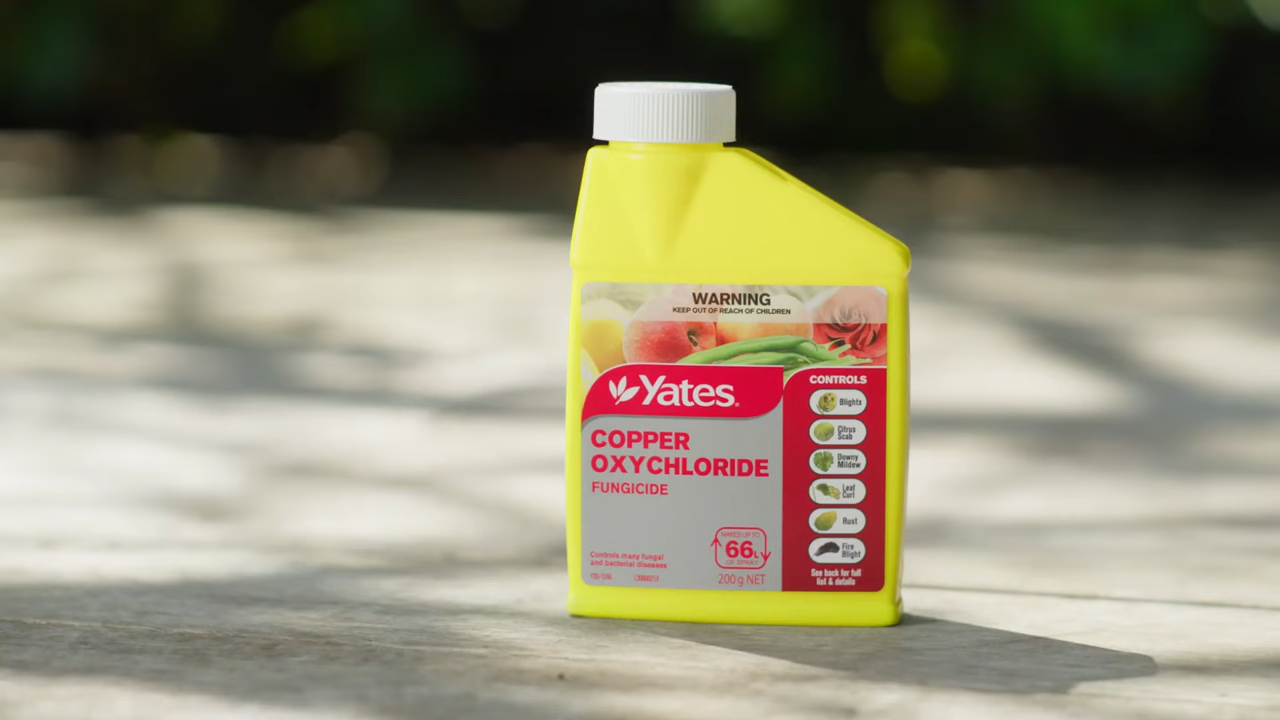 WARNING
KEEP OUT OF REACH OF CHILDREN
Yates
COPPER
OXYCHLORIDE
FUNGICIDE
MAKES UP TO
66L
OF SPRAY
Controls many fungal
and bacterial diseases
200 g NET
CONTROLS
Blights
Citrus
Scab
Downy
Mildew
Leaf
Curl
Rust
Fire
Blight
See back for full
list & details